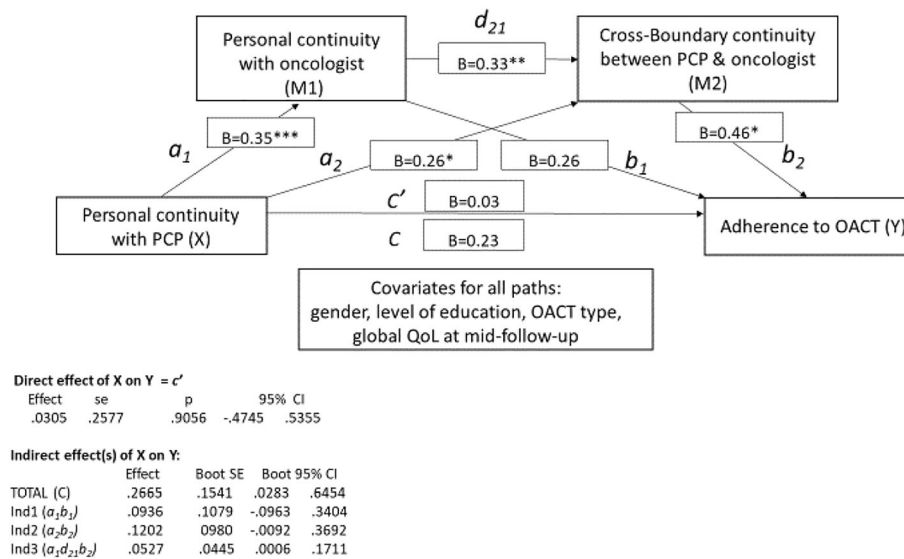 d21
Personal continuity
with oncologist
(M1)
B=0.33**
Cross-Boundary continuity
between PCP & oncologist
(M2)
a1
B=0.35***
a2
B=0.26*
B=0.26
b1
B=0.46*
b2
Personal continuity
with PCP (X)
C'
B=0.03
C
B=0.23
Adherence to OACT (Y)
Covariates for all paths:
gender, level of education, OACT type,
global QoL at mid-follow-up
Direct effect of X on Y = c'
Effect se p 95% CI
.0305 .2577 .9056 -.4745 .5355
Indirect effect(s) of X on Y:
Effect Boot SE Boot 95% CI
TOTAL (C) .2665 .1541 .0283 .6454
Ind1 (a1b1) .0936 .1079 -.0963 .3404
Ind2 (a2b2) .1202 0980 -.0092 .3692
Ind3 (a1d21b2) .0527 .0445 .0006 .1711